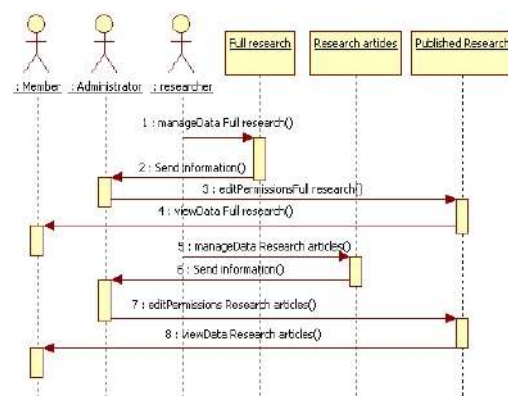 Full research
Research articles
Published Research
: Member
: Administrator
: researcher
1 : manageData Full research()
2 : Send information()
3 : editPermissionsFull research()
4 : viewData Full research()
5 : manageData Research articles()
6 : Send information()
7 : editPermissions Research articles()
8 : viewData Research articles()